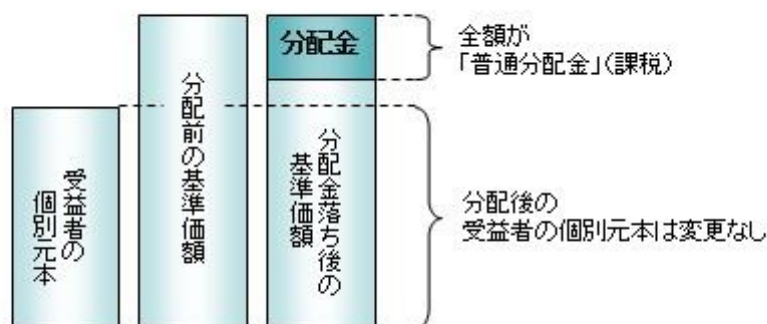 分配金
全額が
「普通分配金」(課税)
分配前の基準価額
受益者の
個別元本
分配金落ち後の
基準価額
分配後の
受益者の個別元本は変更なし